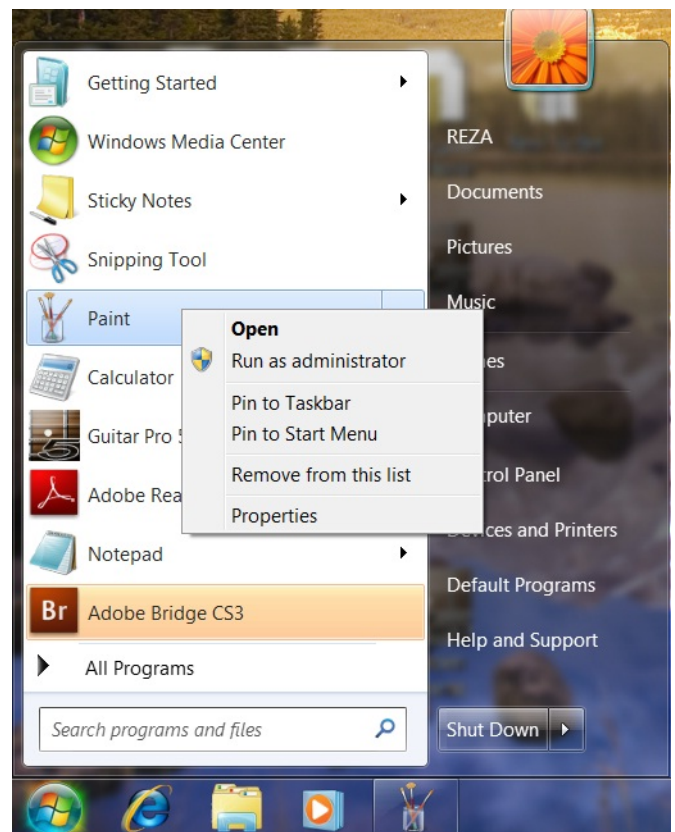 Getting Started
Windows Media Center
Sticky Notes
Snipping Tool
Paint
Calculator
Guitar Pro 5
Adobe Rea
Notepad
Br Adobe Bridge CS3
All Programs
Search programs and files
Open
Run as administrator
Pin to Taskbar
Pin to Start Menu
Remove from this list
Properties
REZA
Documents
Pictures
Music
es
puter
rol Panel
ces and Printers
Default Programs
Help and Support
Shut Down